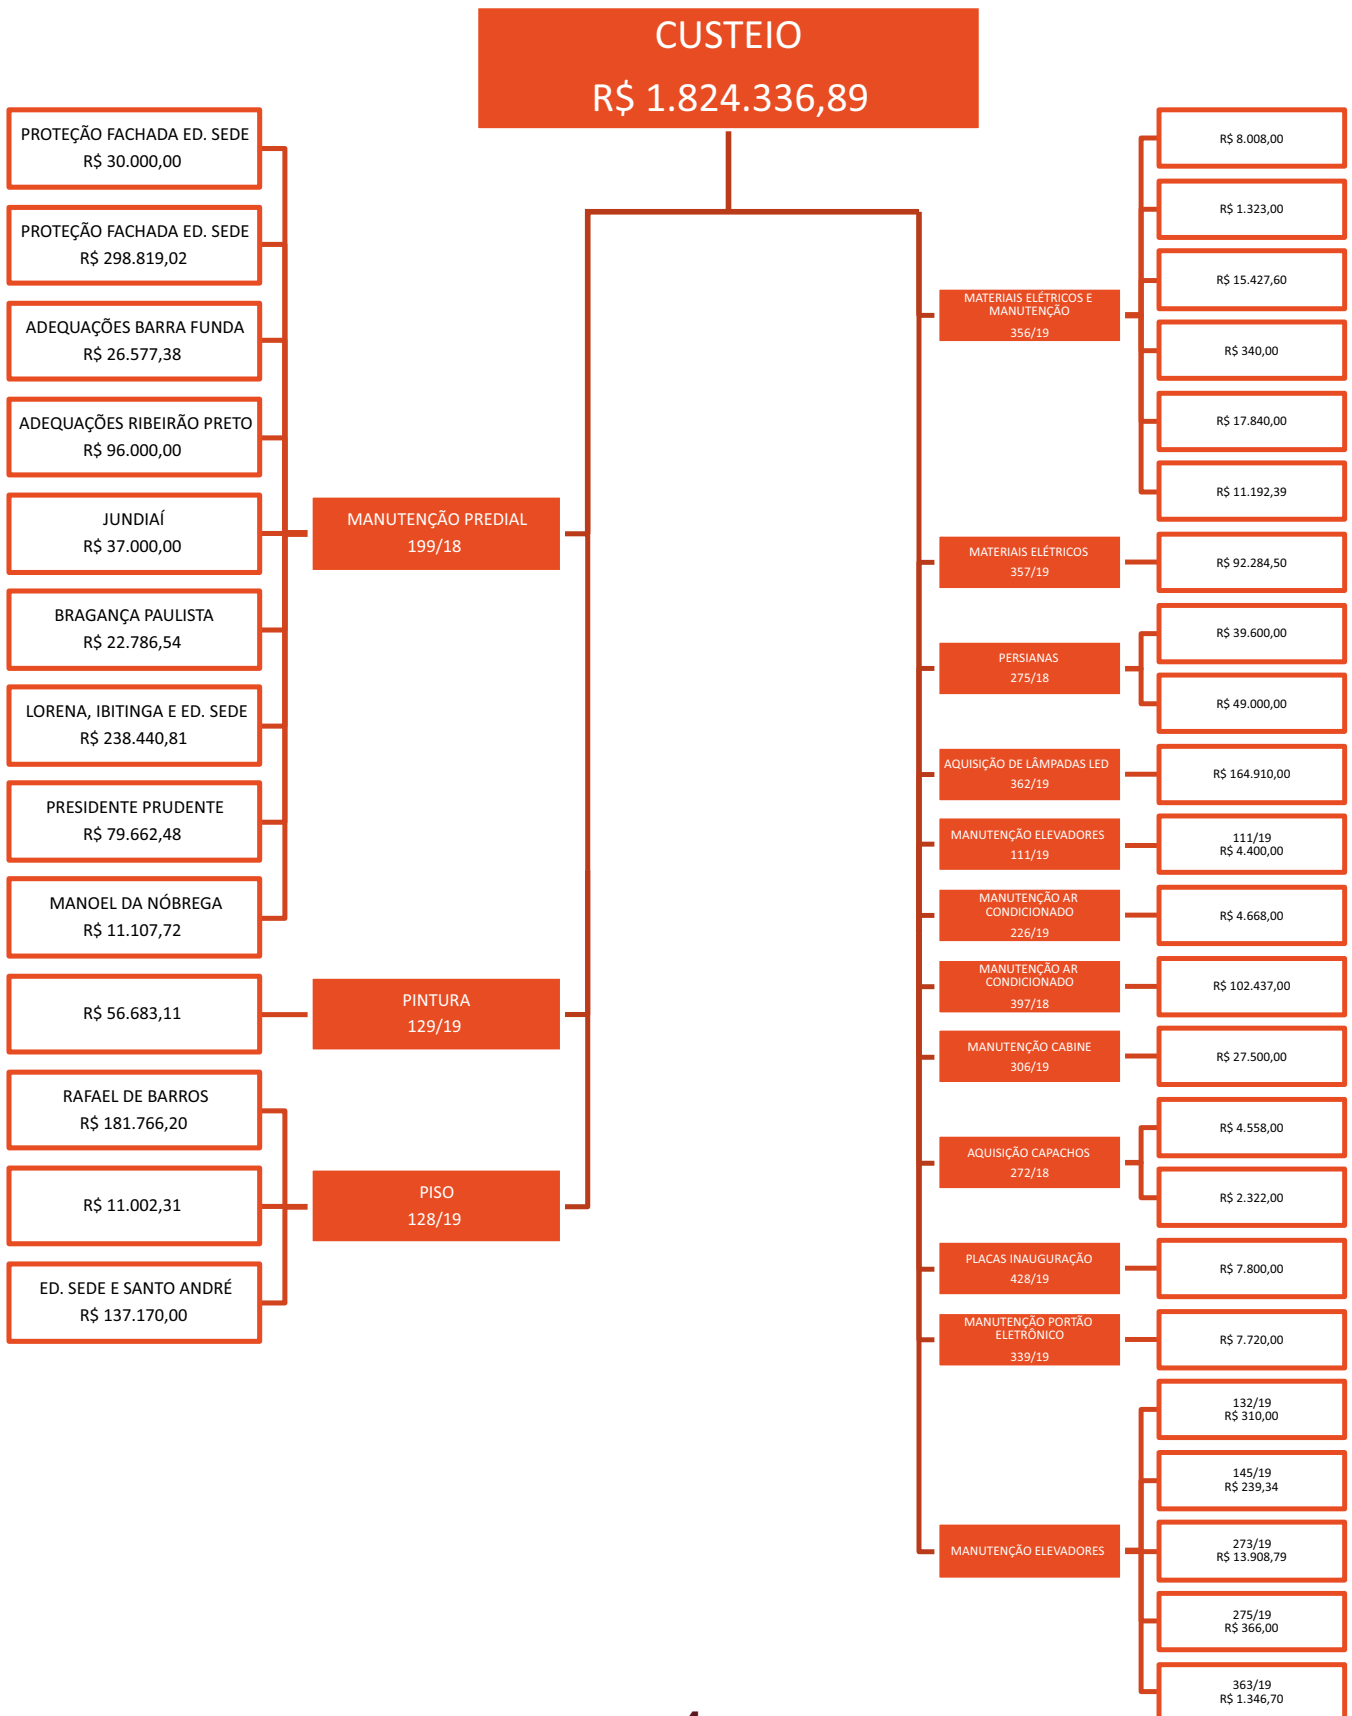 CUSTEIO
R$ 1.824.336,89
PROTEÇÃO FACHADA ED. SEDE
R$ 30.000,00
PROTEÇÃO FACHADA ED. SEDE
R$ 298.819,02
ADEQUAÇÕES BARRA FUNDA
R$ 26.577,38
ADEQUAÇÕES RIBEIRÃO PRETO
R$ 96.000,00
JUNDIAÍ
R$ 37.000,00
BRAGANÇA PAULISTA
R$ 22.786,54
LORENA, IBITINGA E ED. SEDE
R$ 238.440,81
PRESIDENTE PRUDENTE
R$ 79.662,48
MANOEL DA NÓBREGA
R$ 11.107,72
MANUTENÇÃO PREDIAL
199/18
R$ 56.683,11
PINTURA
129/19
RAFAEL DE BARROS
R$ 181.766,20
R$ 11.002,31
ED. SEDE E SANTO ANDRÉ
R$ 137.170,00
PISO
128/19
MATERIAIS ELÉTRICOS E
MANUTENÇÃO
356/19
R$ 8.008,00
R$ 1.323,00
R$ 15.427,60
R$ 340,00
R$ 17.840,00
R$ 11.192,39
MATERIAIS ELÉTRICOS
357/19
R$ 92.284,50
PERSIANAS
275/18
R$ 39.600,00
R$ 49.000,00
AQUISIÇÃO DE LÂMPADAS LED
362/19
R$ 164.910,00
MANUTENÇÃO ELEVADORES
111/19
111/19
R$ 4.400,00
MANUTENÇÃO AR
CONDICIONADO
226/19
R$ 4.668,00
MANUTENÇÃO AR
CONDICIONADO
397/18
R$ 102.437,00
MANUTENÇÃO CABINE
306/19
R$ 27.500,00
AQUISIÇÃO CAPACHOS
272/18
R$ 4.558,00
R$ 2.322,00
PLACAS INAUGURAÇÃO
428/19
R$ 7.800,00
MANUTENÇÃO PORTÃO
ELETRÔNICO
339/19
R$ 7.720,00
MANUTENÇÃO ELEVADORES
132/19
R$ 310,00
145/19
R$ 239,34
273/19
R$ 13.908,79
275/19
R$ 366,00
363/19
R$ 1.346,70